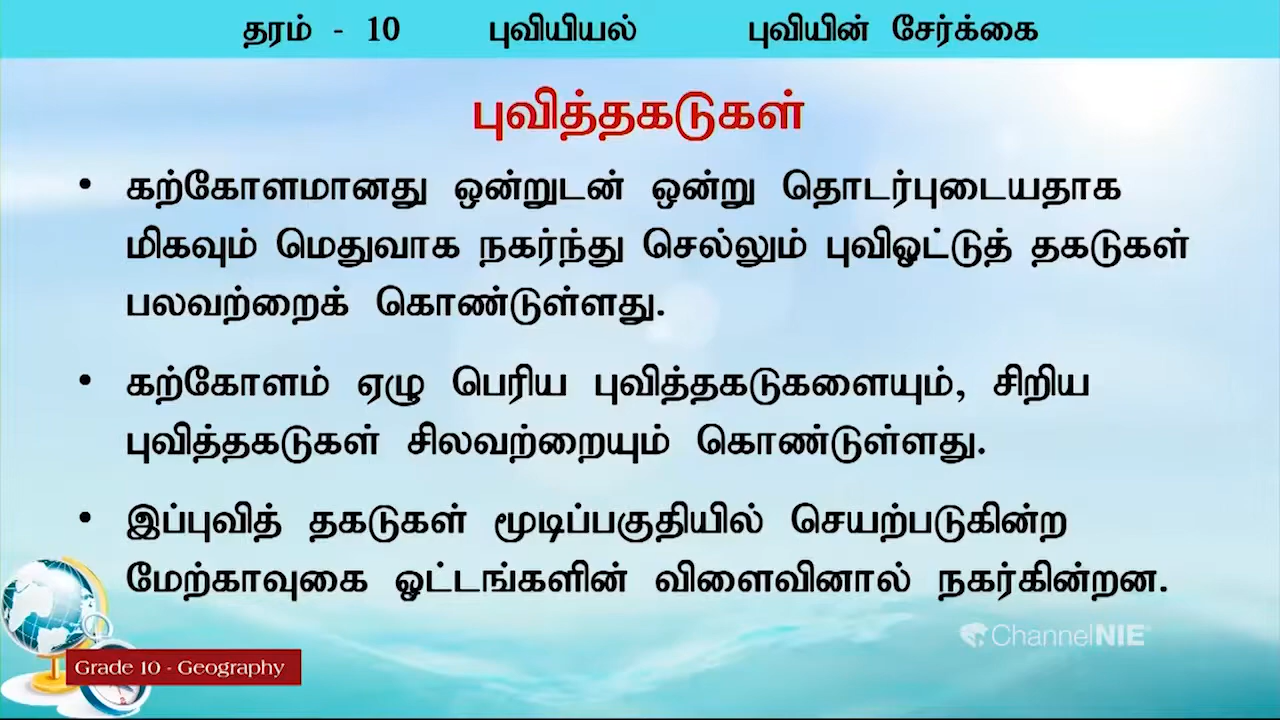 தரம் - 10 புவியியல் புவியின் சேர்க்கை
புவித்தகடுகள்
• கற்கோளமானது ஒன்றுடன் ஒன்று தொடர்புடையதாக
மிகவும் மெதுவாக நகர்ந்து செல்லும் புவிஓட்டுத் தகடுகள்
பலவற்றைக் கொண்டுள்ளது.
• கற்கோளம் ஏழு பெரிய புவித்தகடுகளையும், சிறிய
புவித்தகடுகள் சிலவற்றையும் கொண்டுள்ளது.
• இப்புவித் தகடுகள் மூடிப்பகுதியில் செயற்படுகின்ற
மேற்காவுகை ஓட்டங்களின் விளைவினால் நகர்கின்றன.
ChannelNIE
Grade 10 - Geography